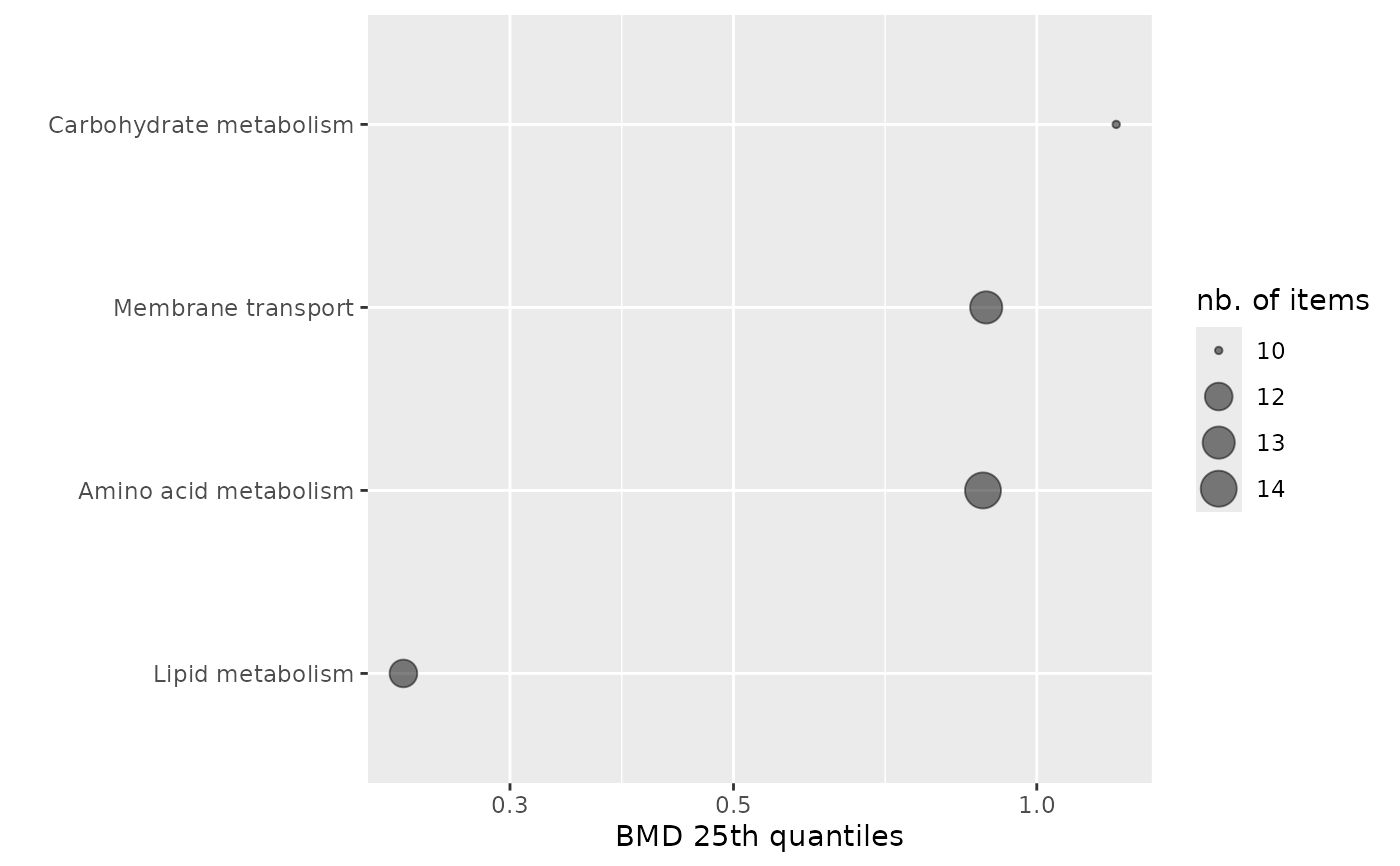 Carbohydrate metabolism
Membrane transport
Amino acid metabolism
Lipid metabolism
0.3
0.5
1.0
BMD 25th quantiles
nb. of items
10
12
13
14